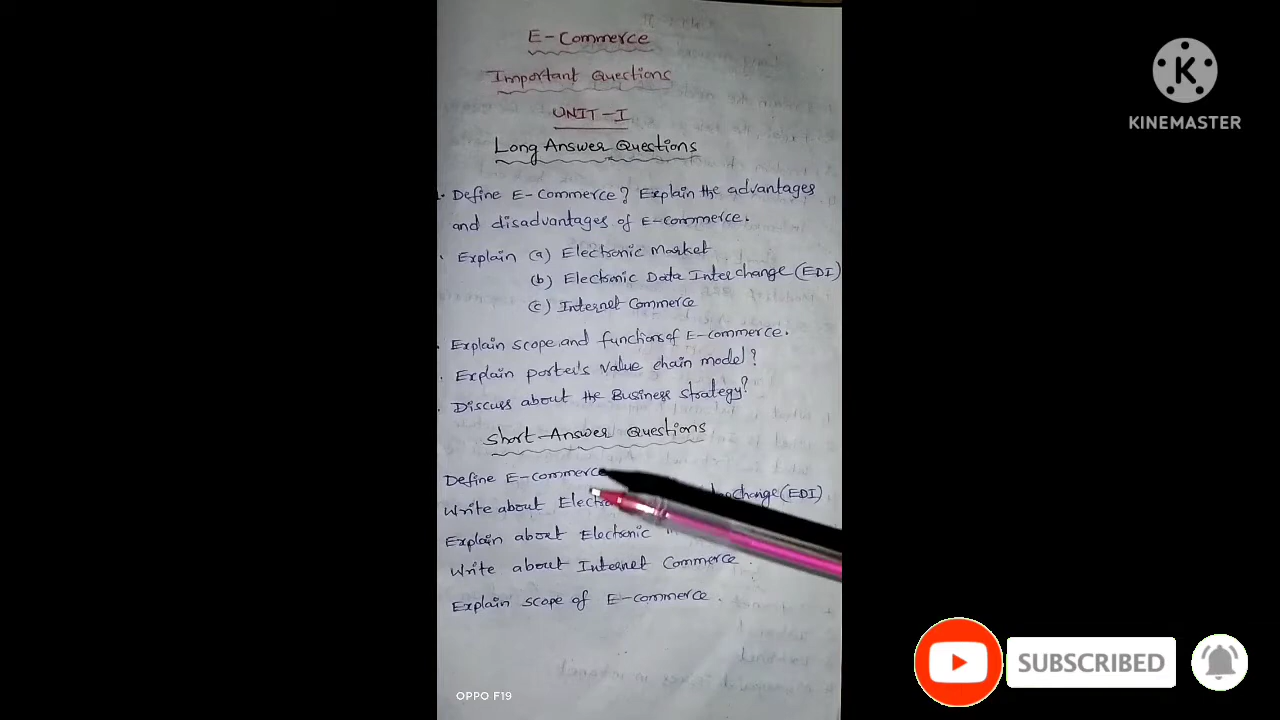 E-Commerce
Important Questions
UNIT-I
Long Answer Questions
Define E-Commerce? Explain the advantages
and disadvantages of E-commerce.
Explain (a) Electronic Market
(b) Electronic Data Interchange (EDI)
(c) Internet Commerce
Explain scope and functions of E-commerce.
Explain porter's value chain model?
Discuss about the Business strategy?
Short-Answer Questions
Define E-commerce
Write about (EDI)
Explain about Electronic
Write about Internet Commerce.
Explain scope of E-commerce.
OPPO F19
K
KINEMASTER
SUBSCRIBED